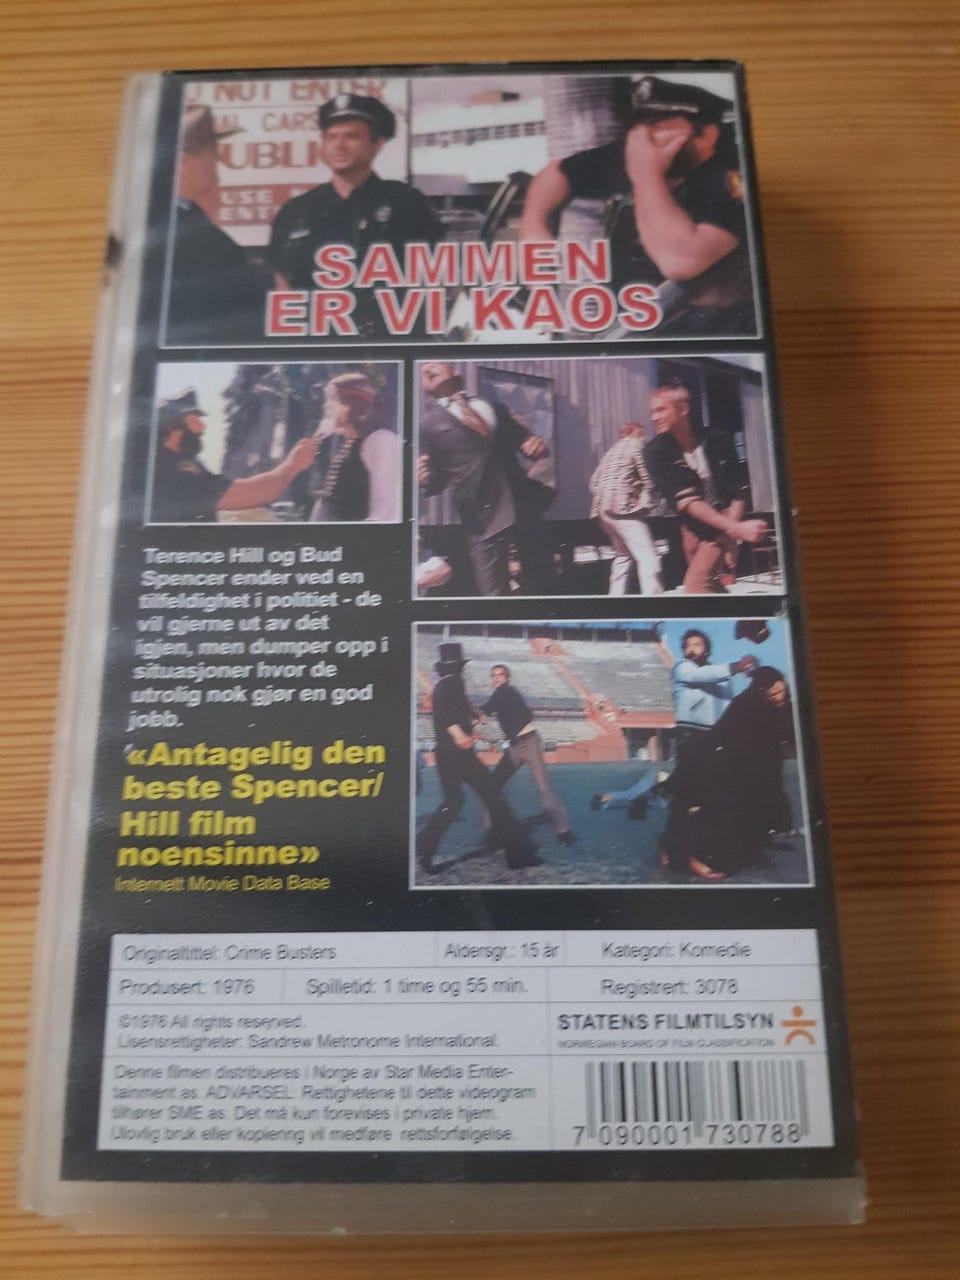 NOT ENTER
CARS
PUBLIC
USE
ENT
SAMMEN
ER VI KAOS
Terence Hill og Bud
Spencer ender ved en
tilfeldighet i politiet - de
vil gjerne ut av det
igjen, men dumper opp i
situasjoner hvor de
utrolig nok gjør en god
jobb.
«Antagelig den
beste Spencer/
Hill film
noensinne»
Internett Movie Data Base
Originaltittel: Crime Busters Aldersgr.: 15 år Kategori: Komedie
Produsert: 1976 Spilletid: 1 time og 55 min. Registrert: 3078
©1976 All rights reserved.
Lisensrettigheter: Sandrew Metronome International.
STATENS FILMTILSYN
NORWEGIAN BOARD OF FILM CLASSIFICATION
Denne filmen distribueres i Norge av Star Media Enter-
tainment as. ADVARSEL: Rettighetene til dette videogram
tilhører SME as. Det må kun forevises i private hjem.
Ulovlig bruk eller kopiering vil medføre rettsforfølgelse.
7 090001 730788